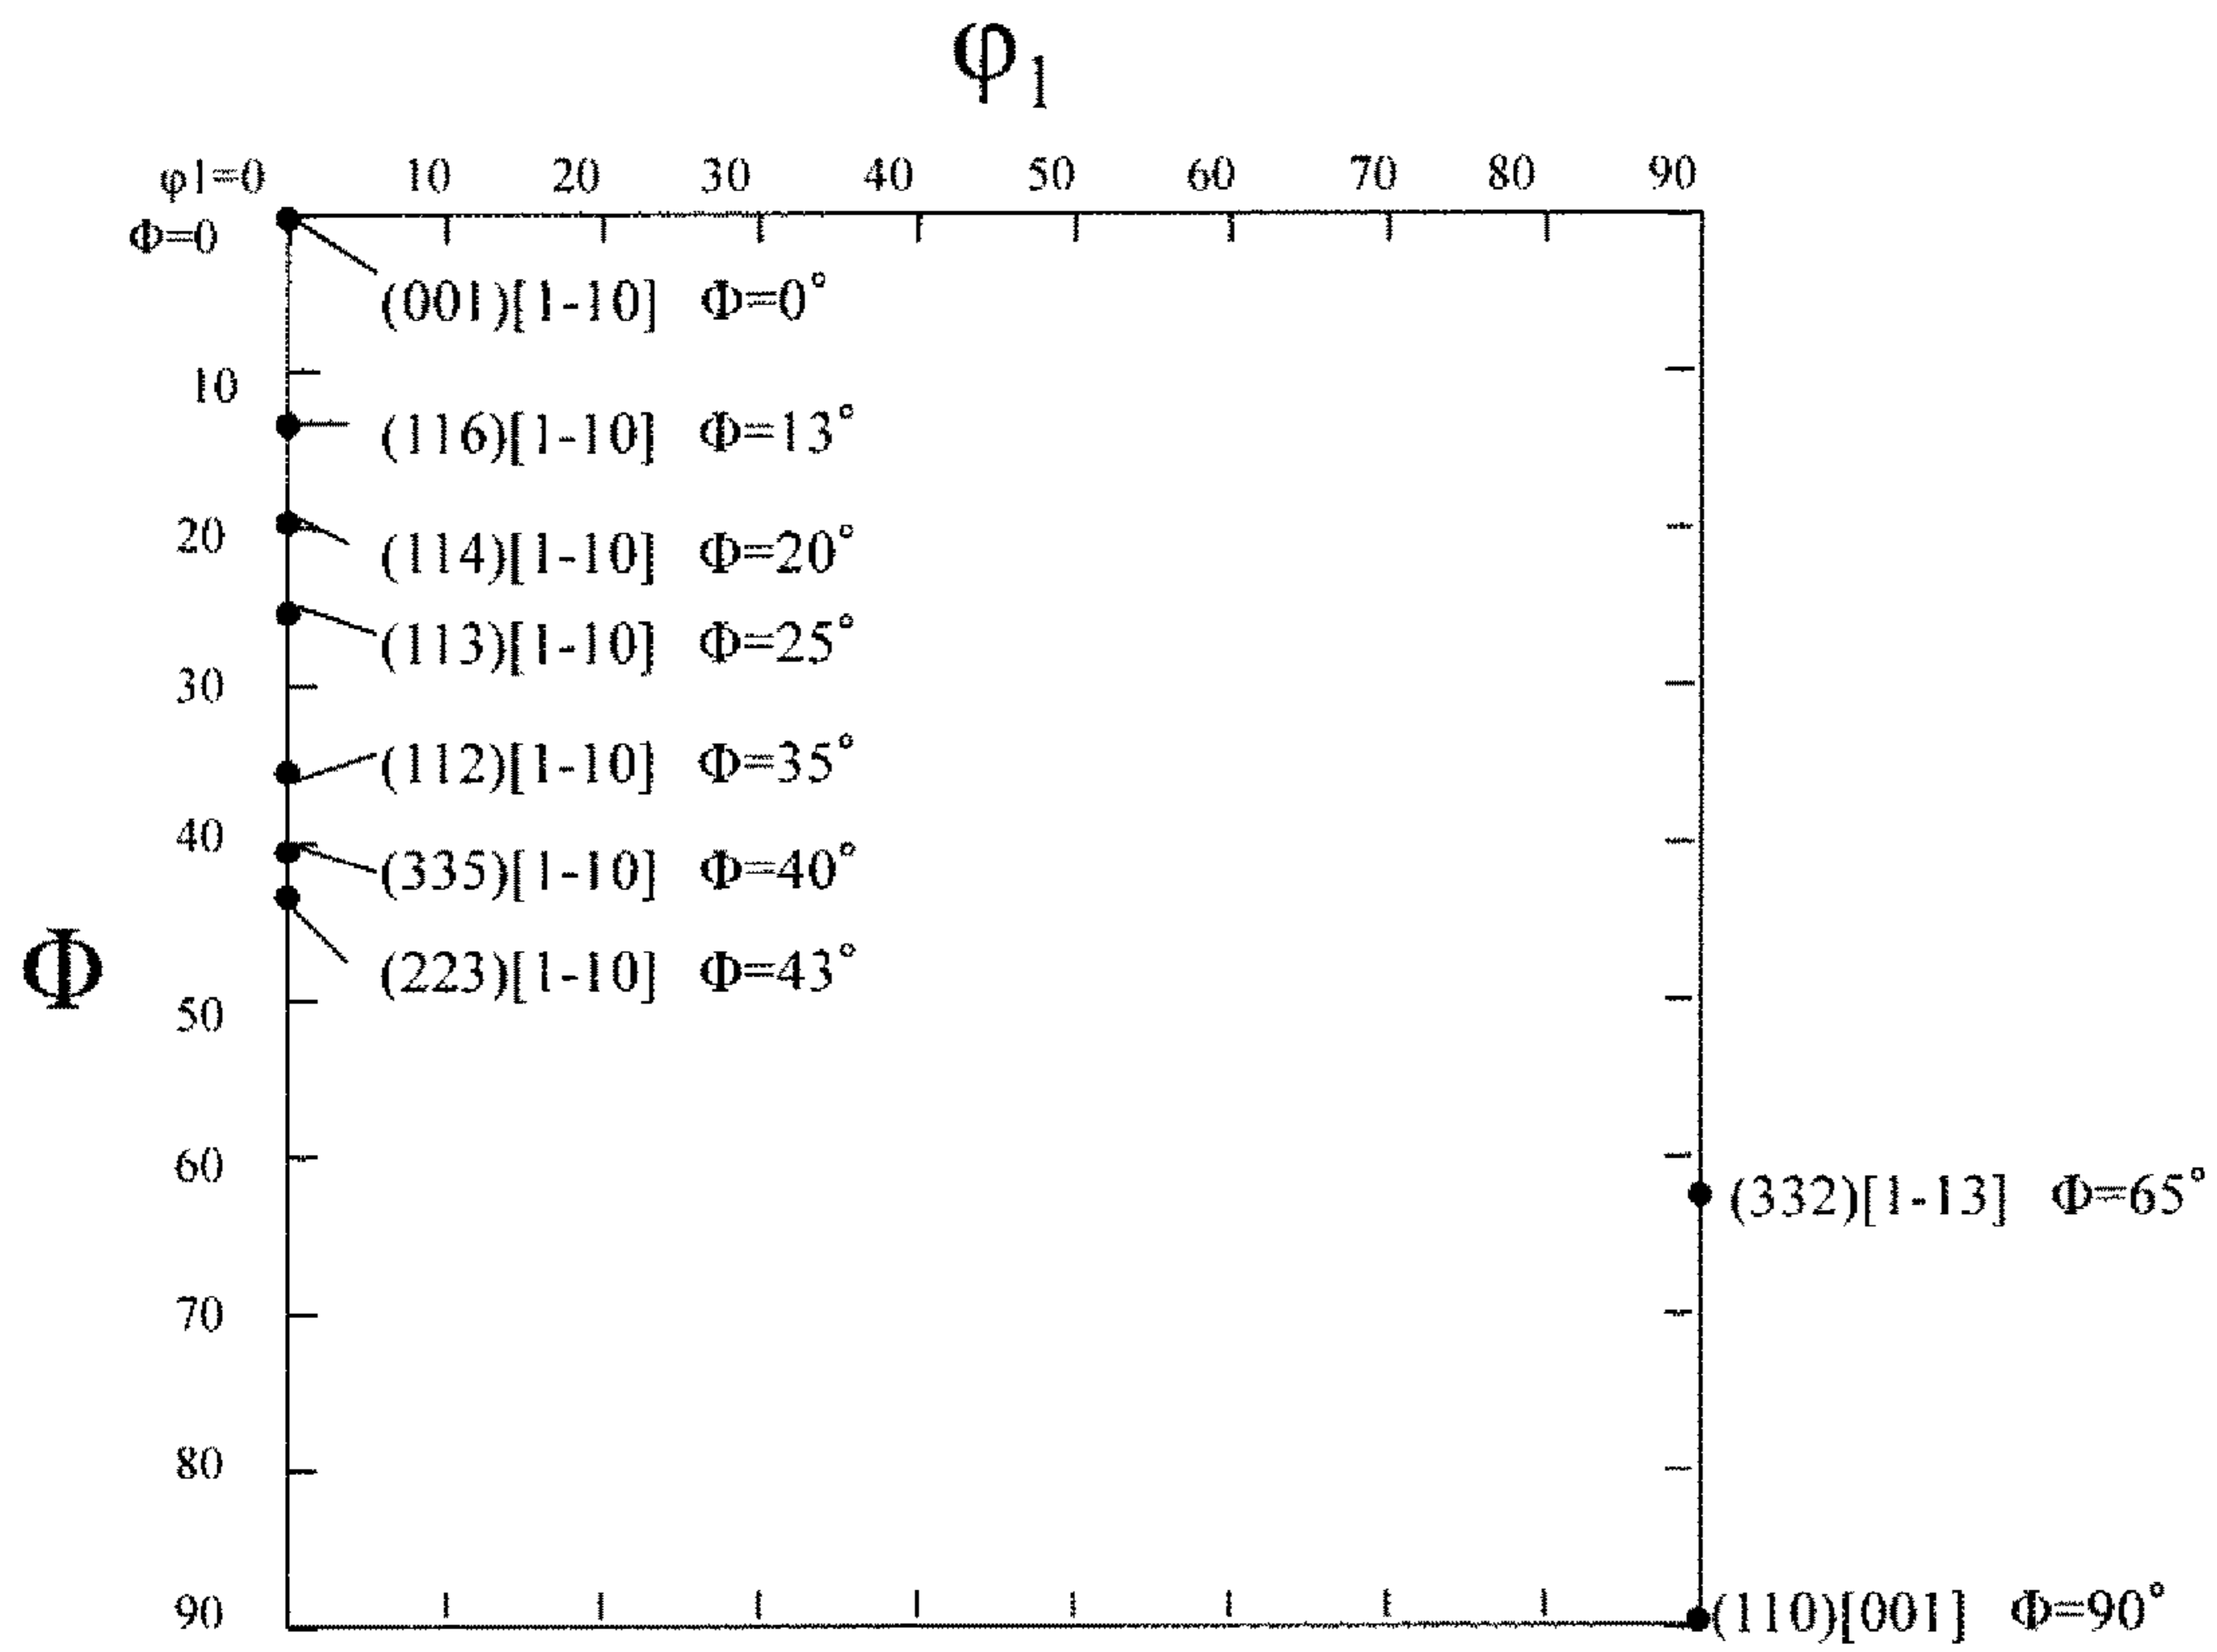 φ1
φ1=0 10 20 30 40 50 60 70 80 90
Φ=0
(001)[1-10] Φ=0°
10
(116)[1-10] Φ=13°
20
(114)[1-10] Φ=20°
(113)[1-10] Φ=25°
30
(112)[1-10] Φ=35°
40
(335)[1-10] Φ=40°
Φ
(223)[1-10] Φ=43°
50
60
(332)[1-13] Φ=65°
70
80
90
(110)[001] Φ=90°